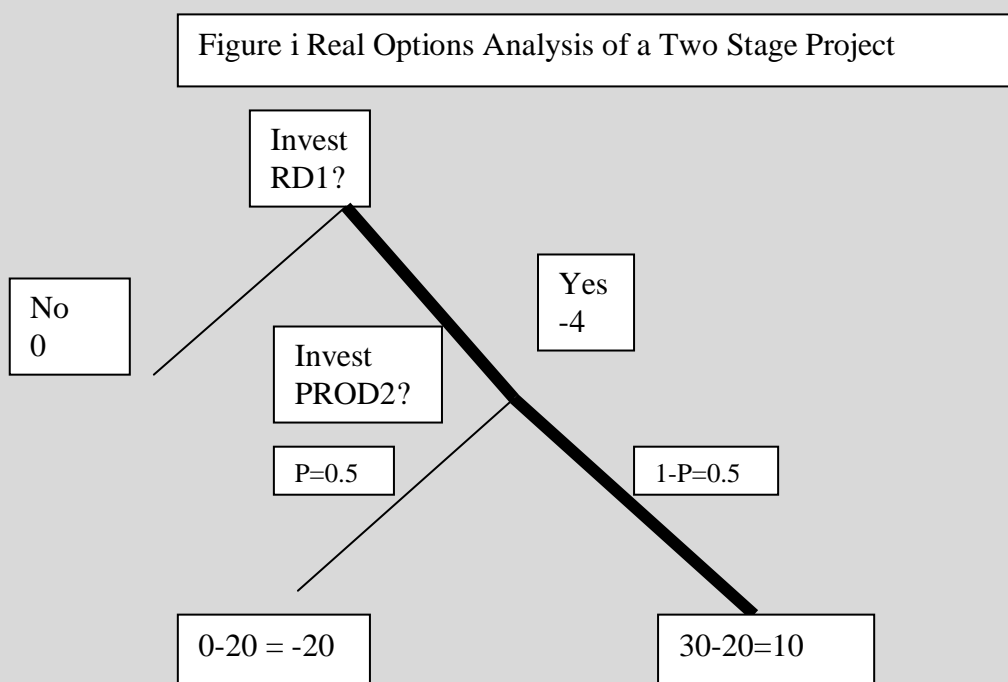 Figure i Real Options Analysis of a Two Stage Project
Invest
RD1?
No
0
Yes
-4
Invest
PROD2?
P=0.5
1-P=0.5
0-20 = -20
30-20=10